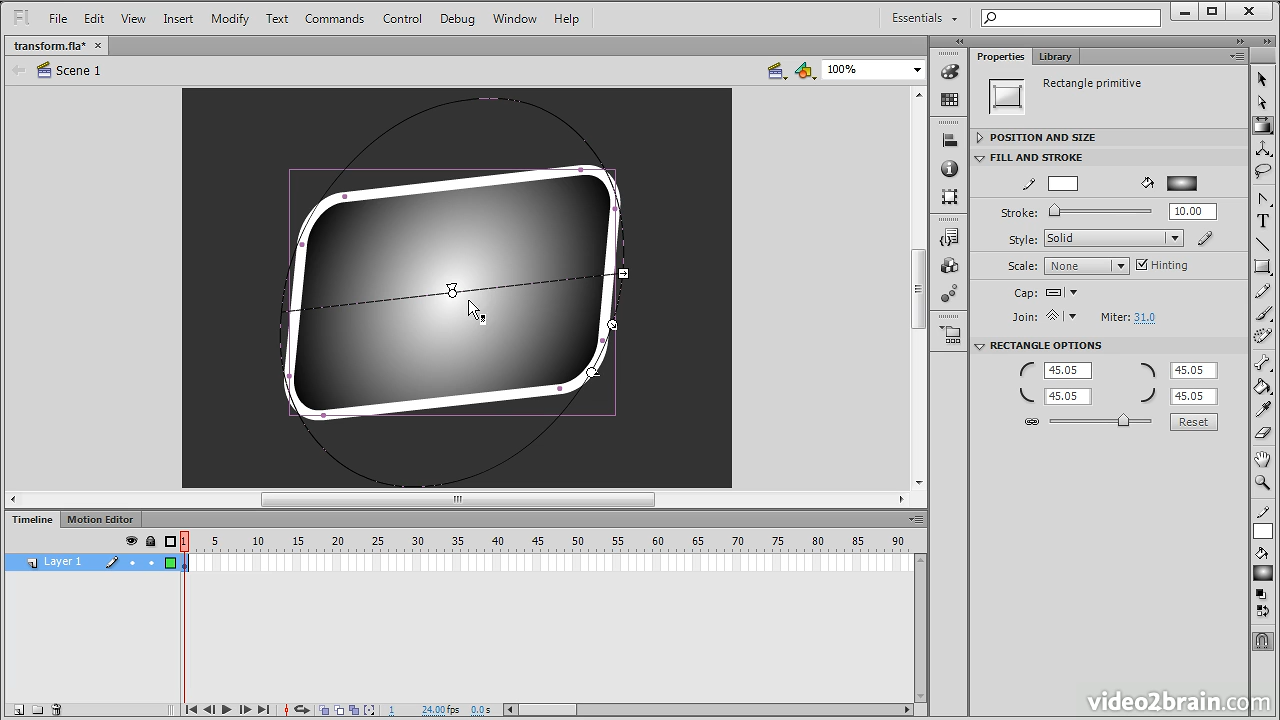 Fl File Edit View Insert Modify Text Commands Control Debug Window Help Essentials
transform.fla* ×
Scene 1 100%
Properties Library
Rectangle primitive
POSITION AND SIZE
FILL AND STROKE
Stroke: 10.00
Style: Solid
Scale: None Hinting
Cap:
Join: Miter: 31.0
RECTANGLE OPTIONS
45.05 45.05
45.05 45.05
Reset
Timeline Motion Editor
1 5 10 15 20 25 30 35 40 45 50 55 60 65 70 75 80 85 90
Layer 1
1 24.00 fps 0.0 s
video2brain.com